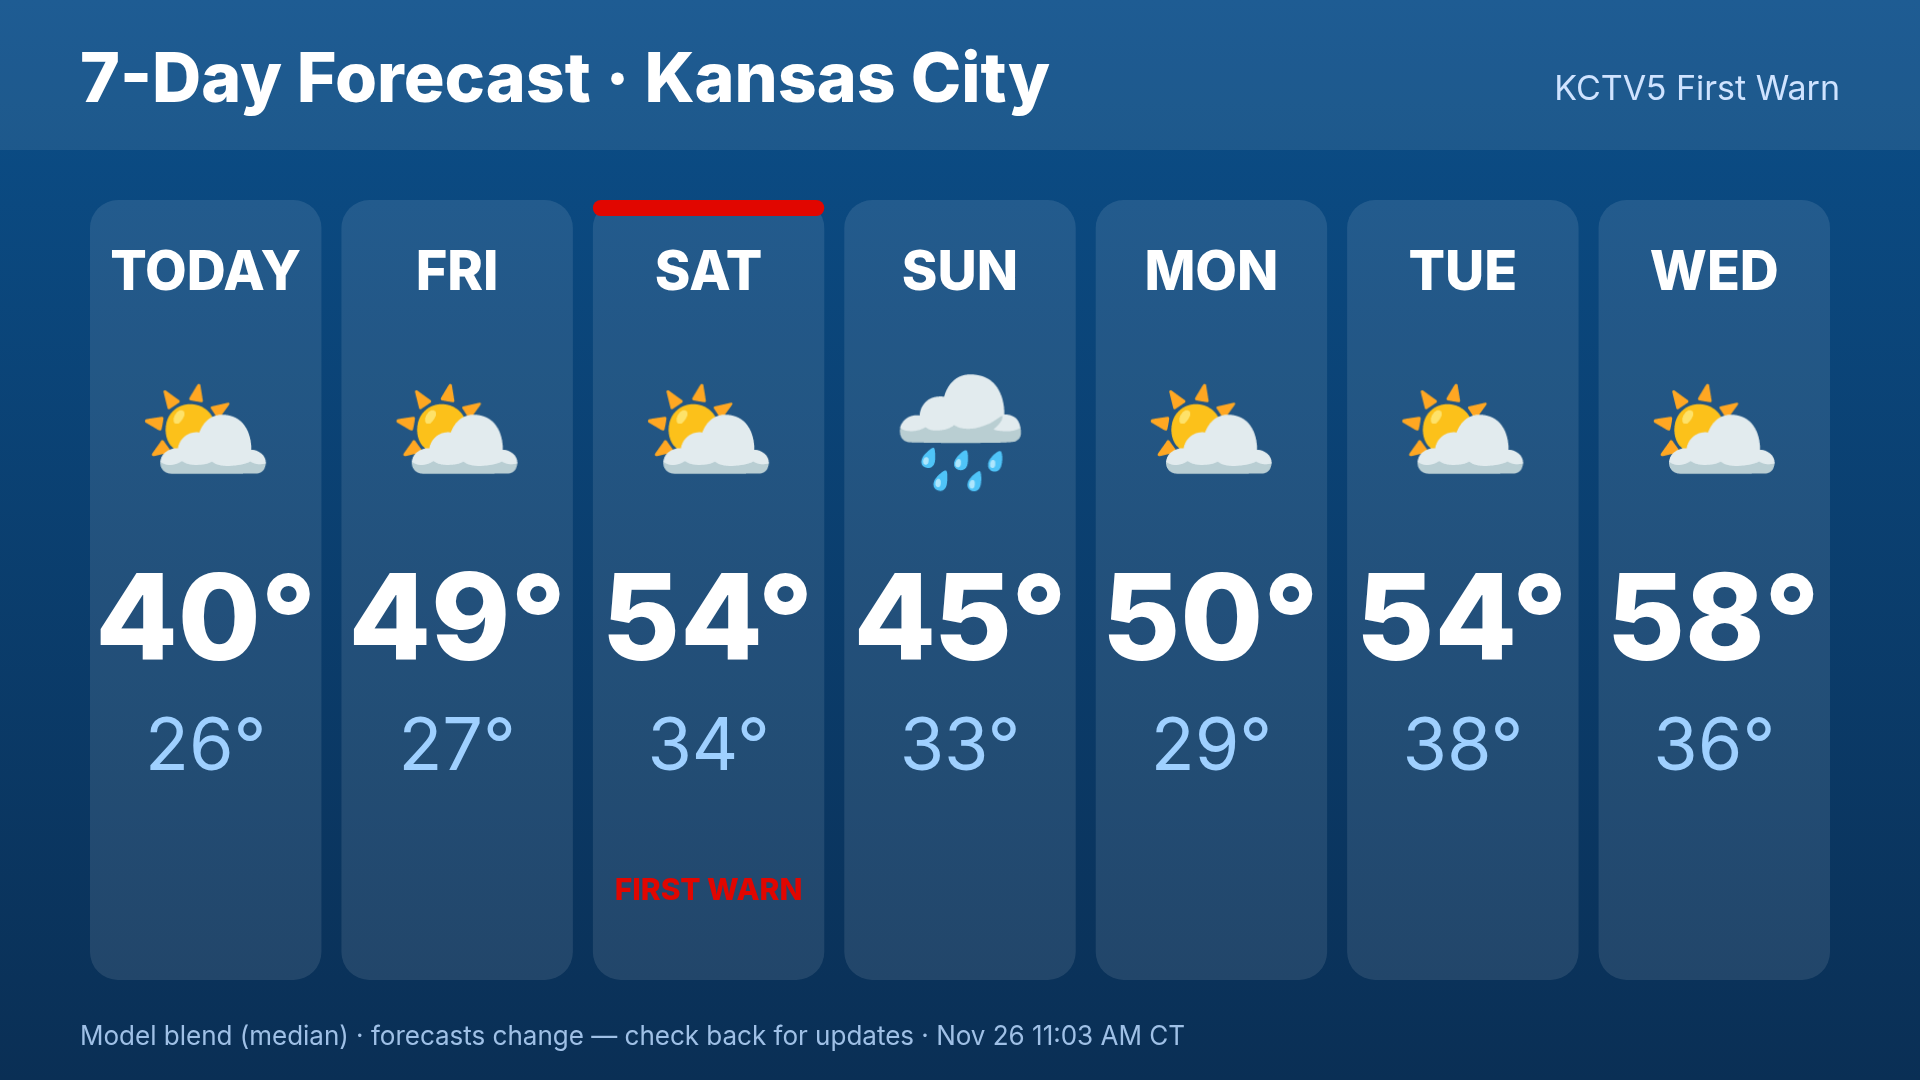 7-Day Forecast · Kansas City
KCTV5 First Warn
TODAY FRI SAT SUN MON TUE WED
40° 49° 54° 45° 50° 54° 58°
26° 27° 34° 33° 29° 38° 36°
FIRST WARN
Model blend (median) · forecasts change — check back for updates · Nov 26 11:03 AM CT